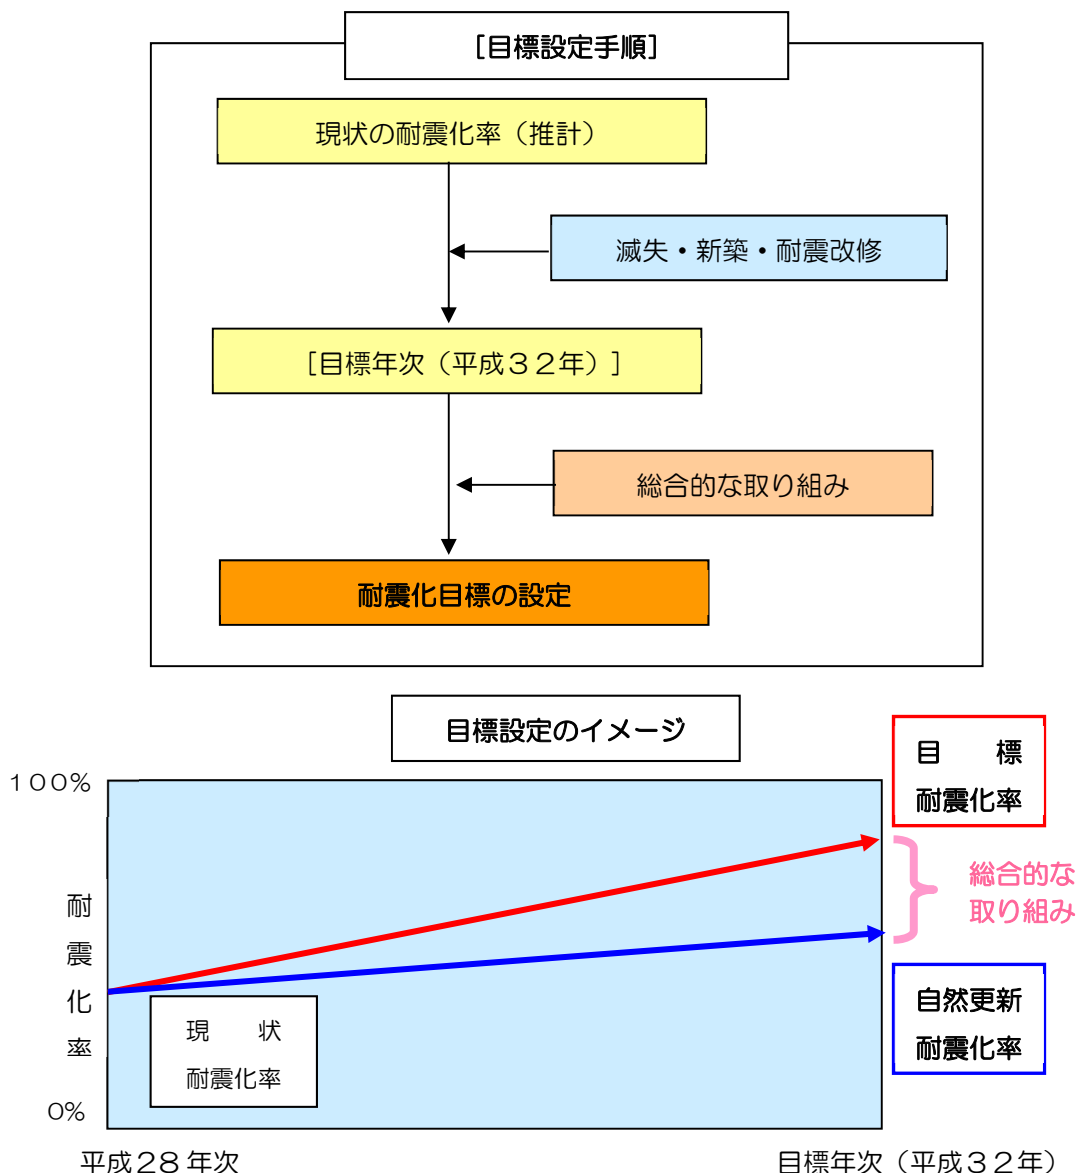 [目標設定手順]
現状の耐震化率（推計）
滅失・新築・耐震改修
[目標年次（平成３２年）]
総合的な取り組み
耐震化目標の設定
目標設定のイメージ
目　　標
耐震化率
１００%
総合的な
取り組み
耐震化率
自然更新
耐震化率
現　　状
耐震化率
0%
平成28年次
目標年次（平成３２年）